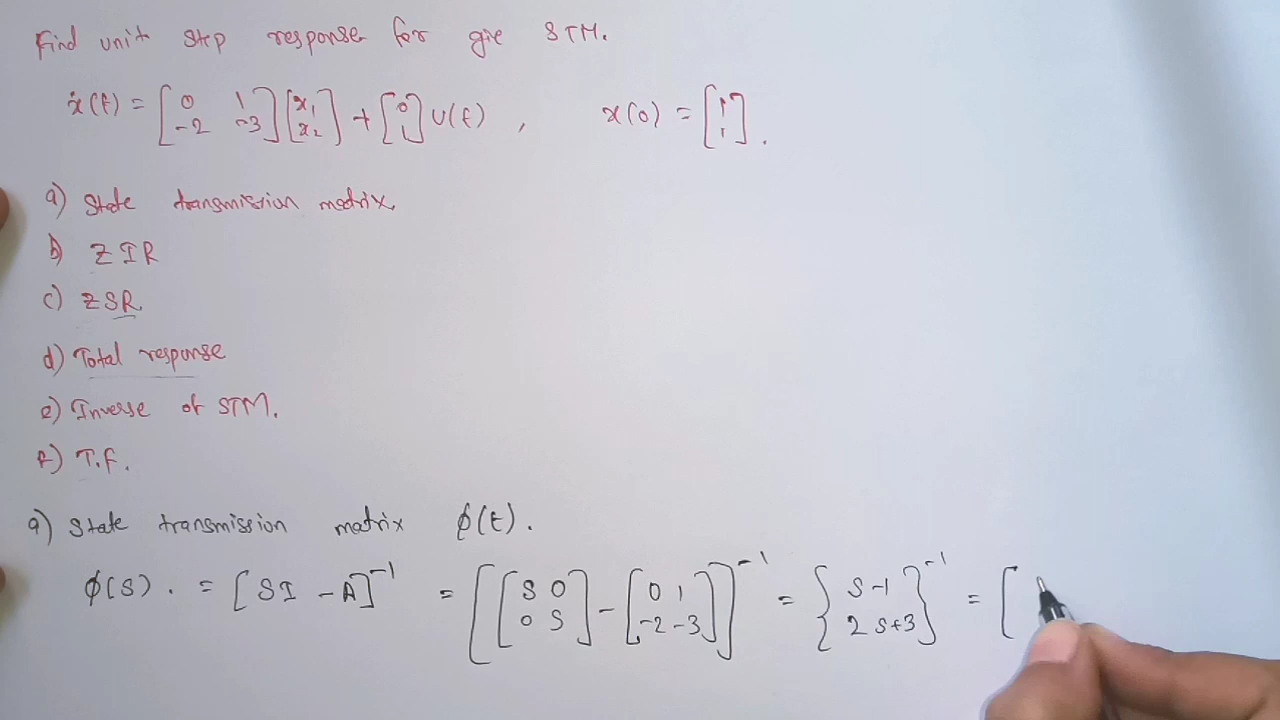 Find unit step response for give STM.
ẋ(t) = [0 1; -2 -3] [x₁; x₂] + [0; 1] U(t) , x(0) = [1; 1].
a) State transmission matrix
b) ZIR
c) ZSR.
d) Total response
e) Inverse of STM.
f) T.F.
a) State transmission matrix ϕ(t).
ϕ(S). = [SI - A]⁻¹ = [[S 0; 0 S] - [0 1; -2 -3]]⁻¹ = {S -1; 2 S+3}⁻¹ = [